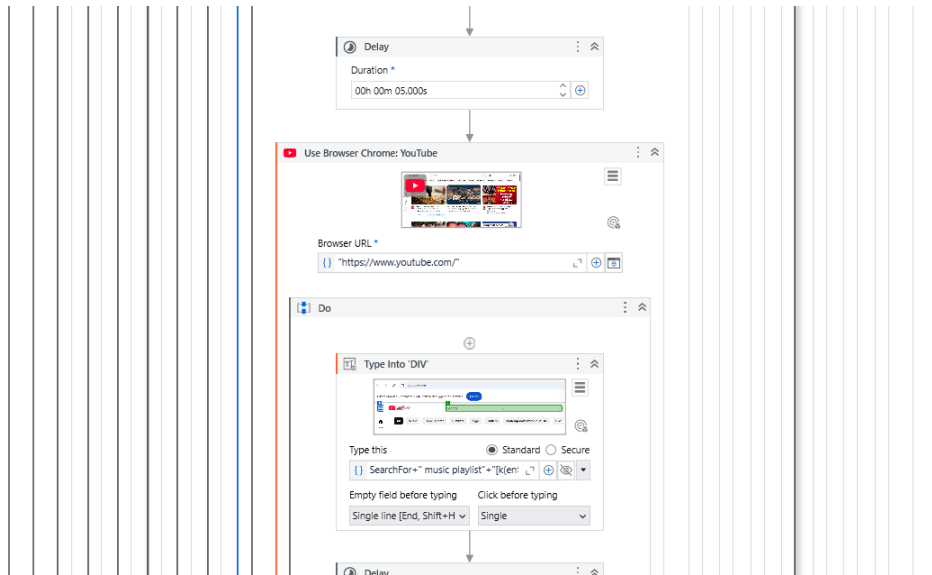 Delay
Duration *
00h 00m 05.000s
Use Browser Chrome: YouTube
Browser URL *
{ } "https://www.youtube.com/"
Do
Type Into 'DIV'
Type this
Standard
Secure
{ } SearchFor+" music playlist"+"[k(ent
Empty field before typing
Click before typing
Single line [End, Shift+H
Single
Delay